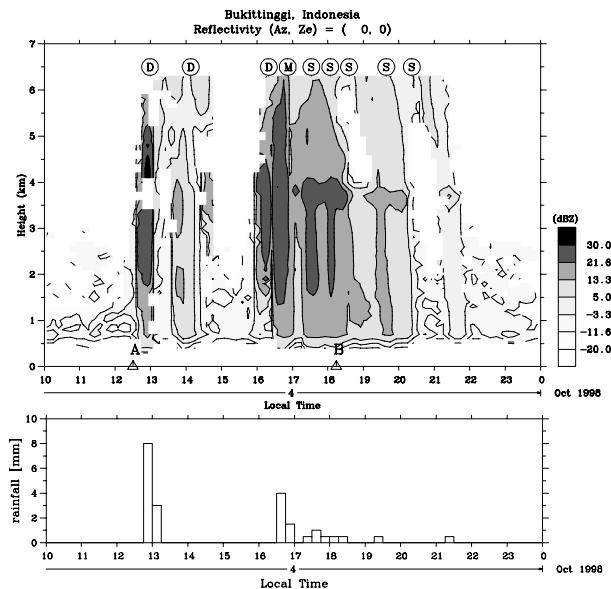 Bukittinggi, Indonesia
Reflectivity (Az, Ze) = ( 0, 0)
7
D D D M S S S S S
6
5
4
3
2
1
0
Height (km)
(dBZ)
30.0
21.6
13.3
5.0
-3.3
-11.6
-20.0
A B
10 11 12 13 14 15 16 17 18 19 20 21 22 23 0
4 Oct 1998
Local Time
10
8
6
4
2
0
rainfall [mm]
10 11 12 13 14 15 16 17 18 19 20 21 22 23 0
4 Oct 1998
Local Time